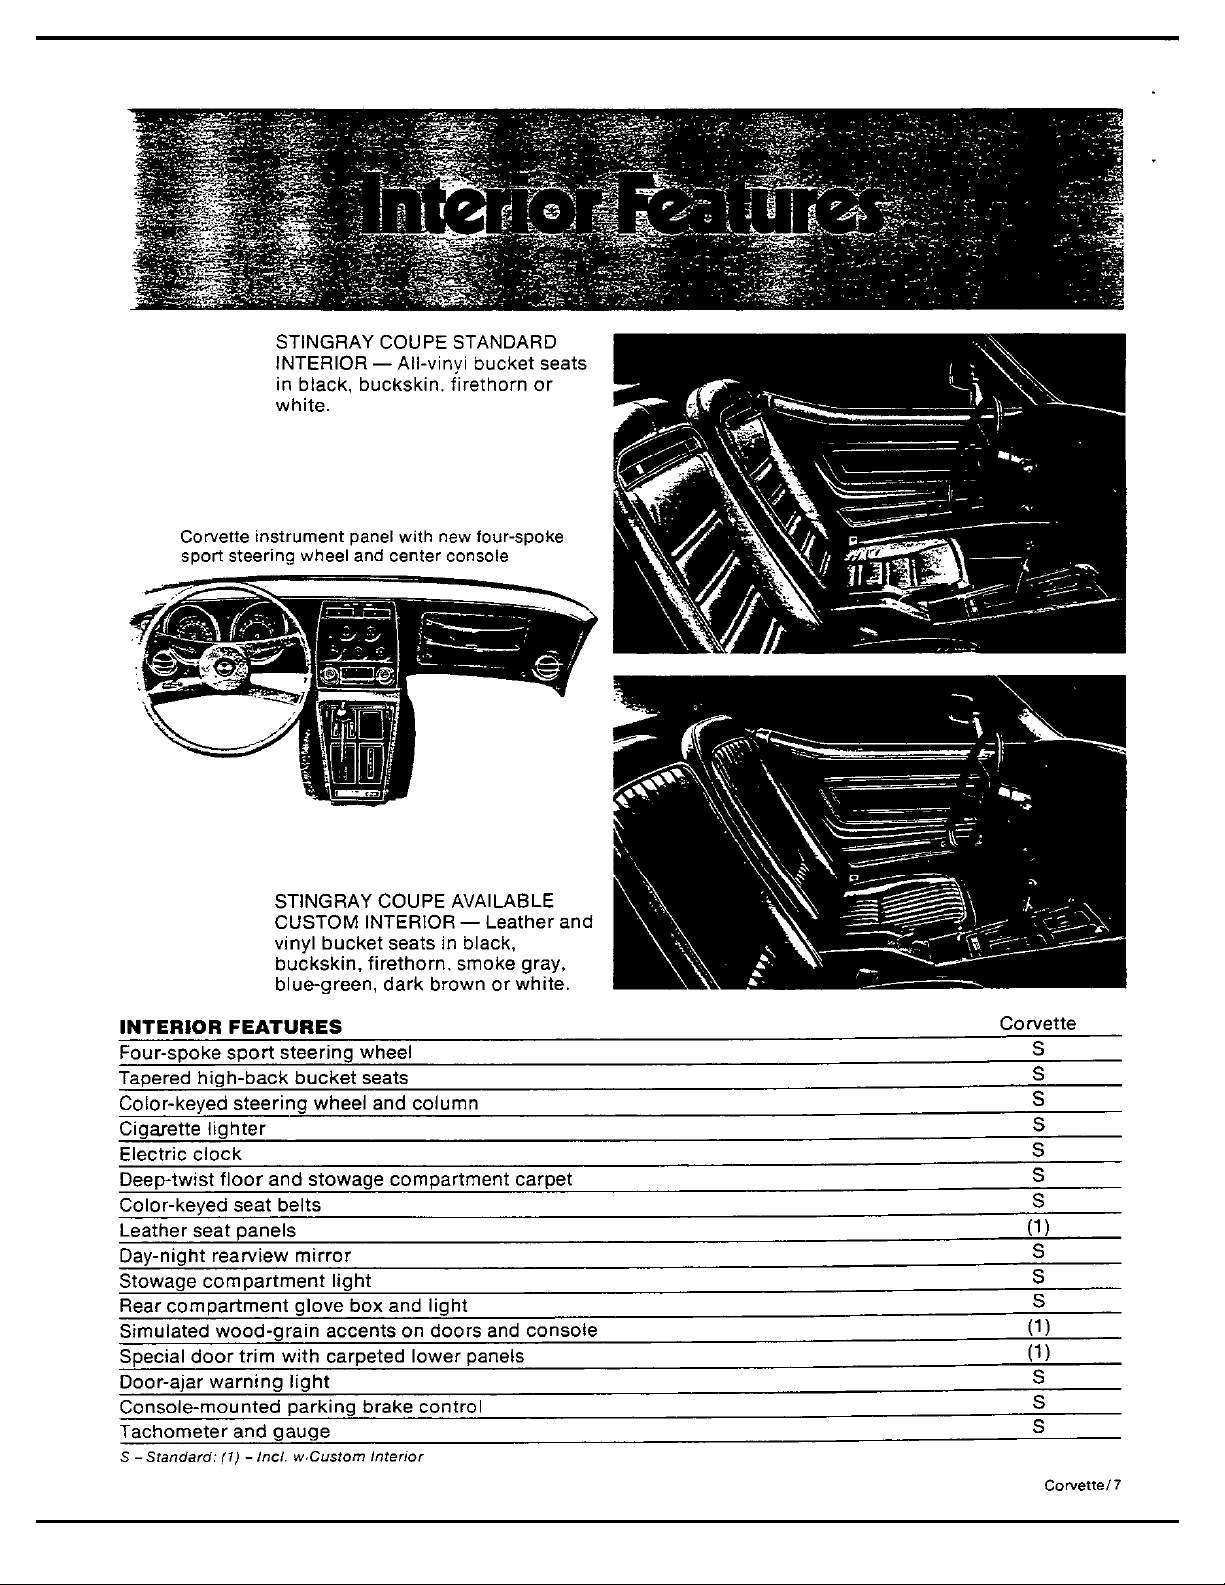 Interior Features
STINGRAY COUPE STANDARD
INTERIOR — All-vinyl bucket seats
in black, buckskin, firethorn or
white.
Corvette instrument panel with new four-spoke
sport steering wheel and center console
STINGRAY COUPE AVAILABLE
CUSTOM INTERIOR — Leather and
vinyl bucket seats in black,
buckskin, firethorn, smoke gray,
blue-green, dark brown or white.
INTERIOR FEATURES Corvette
Four-spoke sport steering wheel S
Tapered high-back bucket seats S
Color-keyed steering wheel and column S
Cigarette lighter S
Electric clock S
Deep-twist floor and stowage compartment carpet S
Color-keyed seat belts S
Leather seat panels (1)
Day-night rearview mirror S
Stowage compartment light S
Rear compartment glove box and light S
Simulated wood-grain accents on doors and console (1)
Special door trim with carpeted lower panels (1)
Door-ajar warning light S
Console-mounted parking brake control S
Tachometer and gauge S
S – Standard: (1) – Incl. w.Custom Interior
Corvette/7